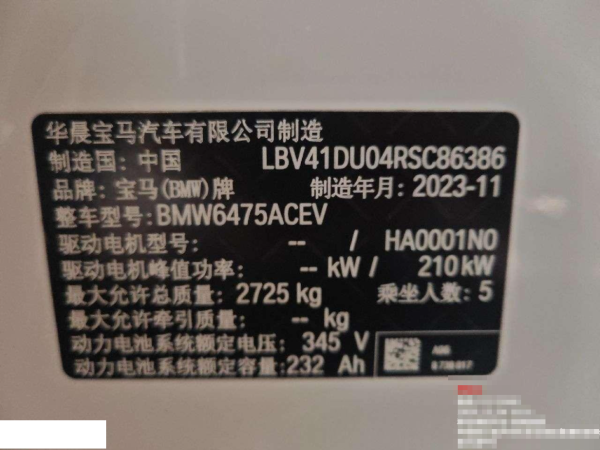 华晨宝马汽车有限公司制造
制造国: 中国 LBV41DU04RSC86386
品牌: 宝马(BMW)牌 制造年月: 2023-11
整车型号: BMW6475ACEV
驱动电机型号: -- / HA0001N0
驱动电机峰值功率: -- kW / 210kW
最大允许总质量: 2725 kg 乘坐人数: 5
最大允许牵引质量: -- kg
动力电池系统额定电压: 345 V
动力电池系统额定容量:232 Ah